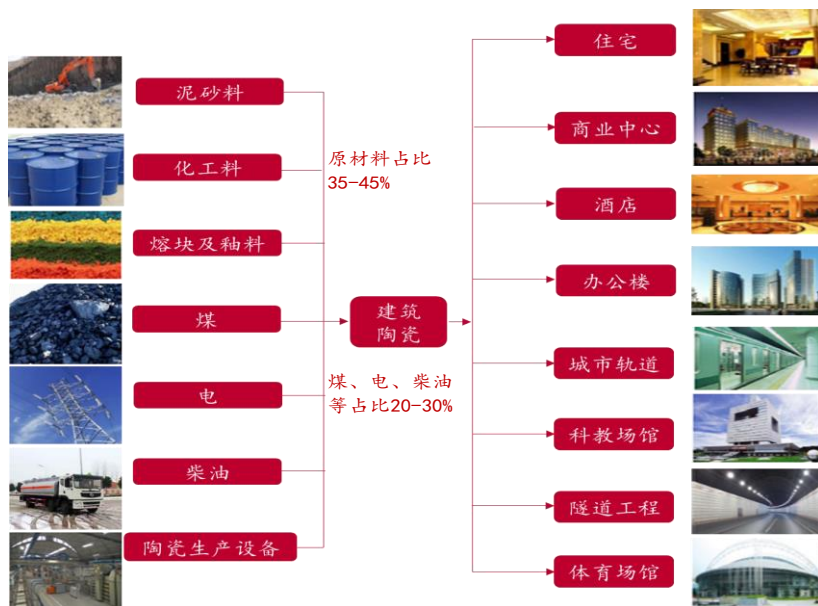 泥砂料
化工料
熔块及釉料
煤
电
柴油
陶瓷生产设备
原材料占比
35-45%
煤、电、柴油
等占比20-30%
建筑
陶瓷
住宅
商业中心
酒店
办公楼
城市轨道
科教场馆
隧道工程
体育场馆